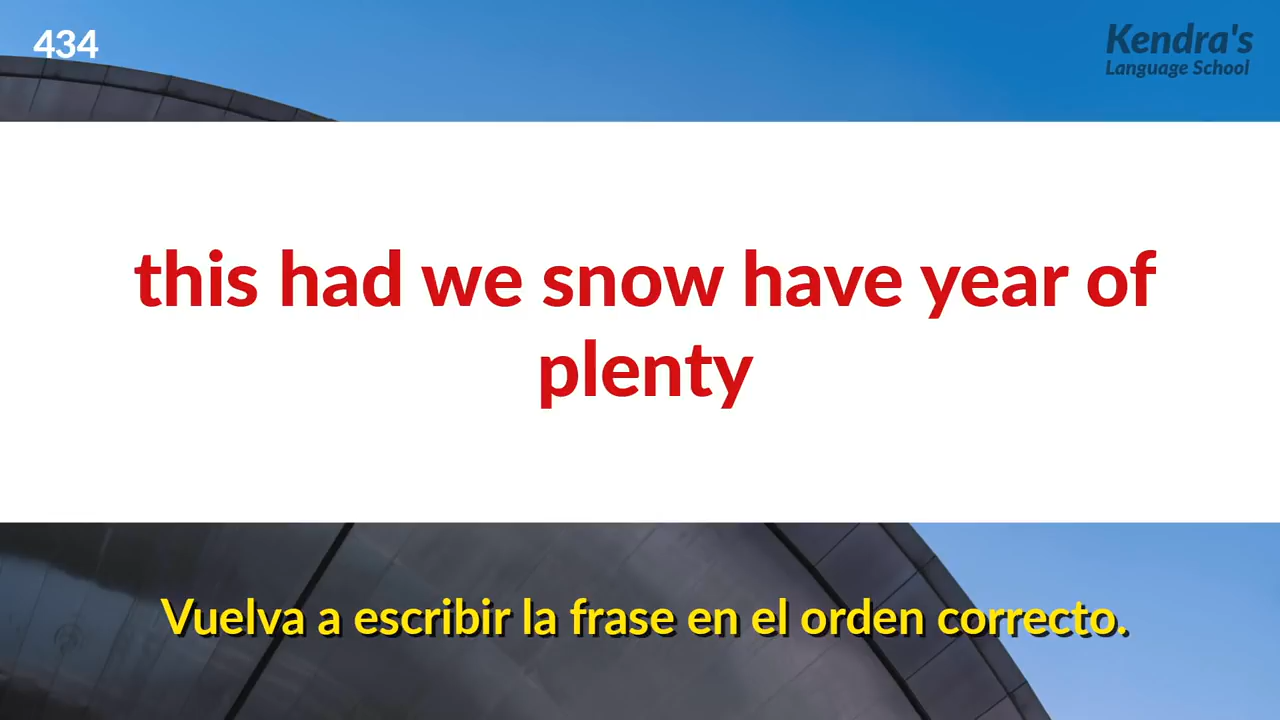 434
Kendra's
Language School
this had we snow have year of
plenty
Vuelva a escribir la frase en el orden correcto.